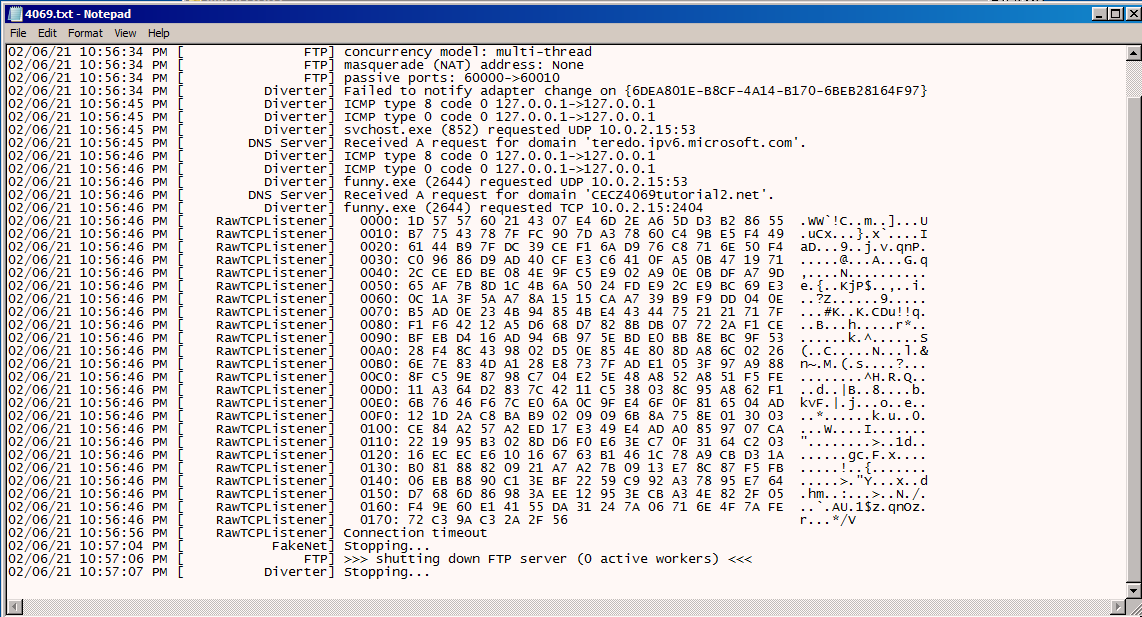 4069.txt - Notepad
File Edit Format View Help
02/06/21 10:56:34 PM [ FTP] concurrency model: multi-thread
02/06/21 10:56:34 PM [ FTP] masquerade (NAT) address: None
02/06/21 10:56:34 PM [ FTP] passive ports: 60000->60010
02/06/21 10:56:34 PM [ Diverter] Failed to notify adapter change on {6DEA801E-B8CF-4A14-B170-6BEB28164F97}
02/06/21 10:56:45 PM [ Diverter] ICMP type 8 code 0 127.0.0.1->127.0.0.1
02/06/21 10:56:45 PM [ Diverter] ICMP type 0 code 0 127.0.0.1->127.0.0.1
02/06/21 10:56:45 PM [ Diverter] svchost.exe (852) requested UDP 10.0.2.15:53
02/06/21 10:56:45 PM [ DNS Server] Received A request for domain 'teredo.ipv6.microsoft.com'.
02/06/21 10:56:46 PM [ Diverter] ICMP type 8 code 0 127.0.0.1->127.0.0.1
02/06/21 10:56:46 PM [ Diverter] ICMP type 0 code 0 127.0.0.1->127.0.0.1
02/06/21 10:56:46 PM [ Diverter] funny.exe (2644) requested UDP 10.0.2.15:53
02/06/21 10:56:46 PM [ DNS Server] Received A request for domain 'CECZ4069tutorial2.net'.
02/06/21 10:56:46 PM [ Diverter] funny.exe (2644) requested TCP 10.0.2.15:2404
02/06/21 10:56:46 PM [ RawTCPListener] 0000: 1D 57 57 60 21 43 07 E4 6D 2E A6 5D D3 B2 86 55 .WW`!C..m..]...U
02/06/21 10:56:46 PM [ RawTCPListener] 0010: B7 75 43 78 7F FC 90 7D A3 78 60 C4 9B E5 F4 49 .uCx...}.x`....I
02/06/21 10:56:46 PM [ RawTCPListener] 0020: 61 44 B9 7F DC 39 CE F1 6A D9 76 C8 71 6E 50 F4 aD...9..j.v.qnP.
02/06/21 10:56:46 PM [ RawTCPListener] 0030: C0 96 86 D9 AD 40 CF E3 C6 41 0F A5 0B 47 19 71 .....@...A...G.q
02/06/21 10:56:46 PM [ RawTCPListener] 0040: 2C CE ED BE 08 4E 9F C5 E9 02 A9 0E 0B DF A7 9D ,....N..........
02/06/21 10:56:46 PM [ RawTCPListener] 0050: 65 AF 7B 8D 1C 4B 6A 50 24 FD E9 2C E9 BC 69 E3 e.{..KjP$..,..i.
02/06/21 10:56:46 PM [ RawTCPListener] 0060: 0C 1A 3F 5A A7 8A 15 15 CA A7 39 B9 F9 DD 04 0E ..?Z......9.....
02/06/21 10:56:46 PM [ RawTCPListener] 0070: B5 AD 0E 23 4B 94 85 4B E4 43 44 75 21 21 71 7F ...#K..K.CDu!!q.
02/06/21 10:56:46 PM [ RawTCPListener] 0080: F1 F6 42 12 A5 D6 68 D7 82 8B DB 07 72 2A F1 CE ..B...h.....r*..
02/06/21 10:56:46 PM [ RawTCPListener] 0090: BF EB D4 16 AD 94 6B 97 5E BD E0 BB 8E BC 9F 53 ......k.^......S
02/06/21 10:56:46 PM [ RawTCPListener] 00A0: 28 F4 8C 43 98 02 D5 0E 85 4E 80 8D A8 6C 02 26 (..C.....N...l.&
02/06/21 10:56:46 PM [ RawTCPListener] 00B0: 6E 7E 83 4D A1 28 E8 73 7F AD E1 05 3F 97 A9 88 n~.M.(.s....?...
02/06/21 10:56:46 PM [ RawTCPListener] 00C0: 8F C5 9E 87 98 C7 04 E2 5E 48 A8 52 A8 51 F5 FE ........^H.R.Q..
02/06/21 10:56:46 PM [ RawTCPListener] 00D0: 11 A3 64 D2 83 7C 42 11 C5 38 03 8C 95 A8 62 F1 ..d..|B..8....b.
02/06/21 10:56:46 PM [ RawTCPListener] 00E0: 6B 76 46 F6 7C E0 6A 0C 9F E4 6F 0F 81 65 04 AD kvF.|.j...o..e..
02/06/21 10:56:46 PM [ RawTCPListener] 00F0: 12 1D 2A C8 BA B9 02 09 09 6B 8A 75 8E 01 30 03 ..*......k.u..0.
02/06/21 10:56:46 PM [ RawTCPListener] 0100: CE 84 A2 57 A2 ED 17 E3 49 E4 AD A0 85 97 07 CA ...W....I.......
02/06/21 10:56:46 PM [ RawTCPListener] 0110: 22 19 95 B3 02 8D D6 F0 E6 3E C7 0F 31 64 C2 03 "........>..1d..
02/06/21 10:56:46 PM [ RawTCPListener] 0120: 16 EC EC E6 10 16 67 63 B1 46 1C 78 A9 CB D3 1A ......gc.F.x....
02/06/21 10:56:46 PM [ RawTCPListener] 0130: B0 81 88 82 09 21 A7 A2 7B 09 13 E7 8C 87 F5 FB .....!..{.......
02/06/21 10:56:46 PM [ RawTCPListener] 0140: 06 EB B8 90 C1 3E BF 22 59 C9 92 A3 78 95 E7 64 .....>."Y...x..d
02/06/21 10:56:46 PM [ RawTCPListener] 0150: D7 68 6D 86 98 3A EE 12 95 3E CB A3 4E 82 2F 05 .hm..:...>..N./.
02/06/21 10:56:46 PM [ RawTCPListener] 0160: F4 9E 60 E1 41 55 DA 31 24 7A 06 71 6E 4F 7A FE ..`.AU.1$z.qnOz.
02/06/21 10:56:46 PM [ RawTCPListener] 0170: 72 C3 9A C3 2A 2F 56 r...*/V
02/06/21 10:56:56 PM [ RawTCPListener] Connection timeout
02/06/21 10:57:04 PM [ FakeNet] Stopping...
02/06/21 10:57:06 PM [ FTP] >>> shutting down FTP server (0 active workers) <<<
02/06/21 10:57:07 PM [ Diverter] Stopping...